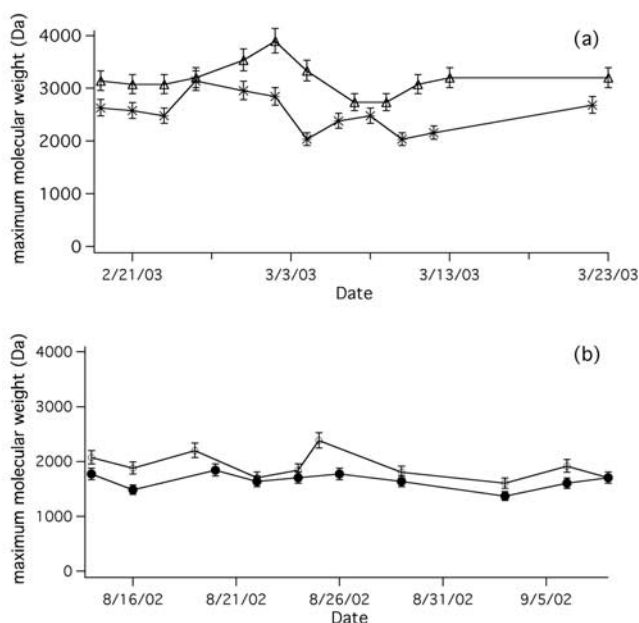 (a)
maximum molecular weight (Da)
4000
3000
2000
1000
0
2/21/03 3/3/03 3/13/03 3/23/03
Date
(b)
maximum molecular weight (Da)
4000
3000
2000
1000
0
8/16/02 8/21/02 8/26/02 8/31/02 9/5/02
Date